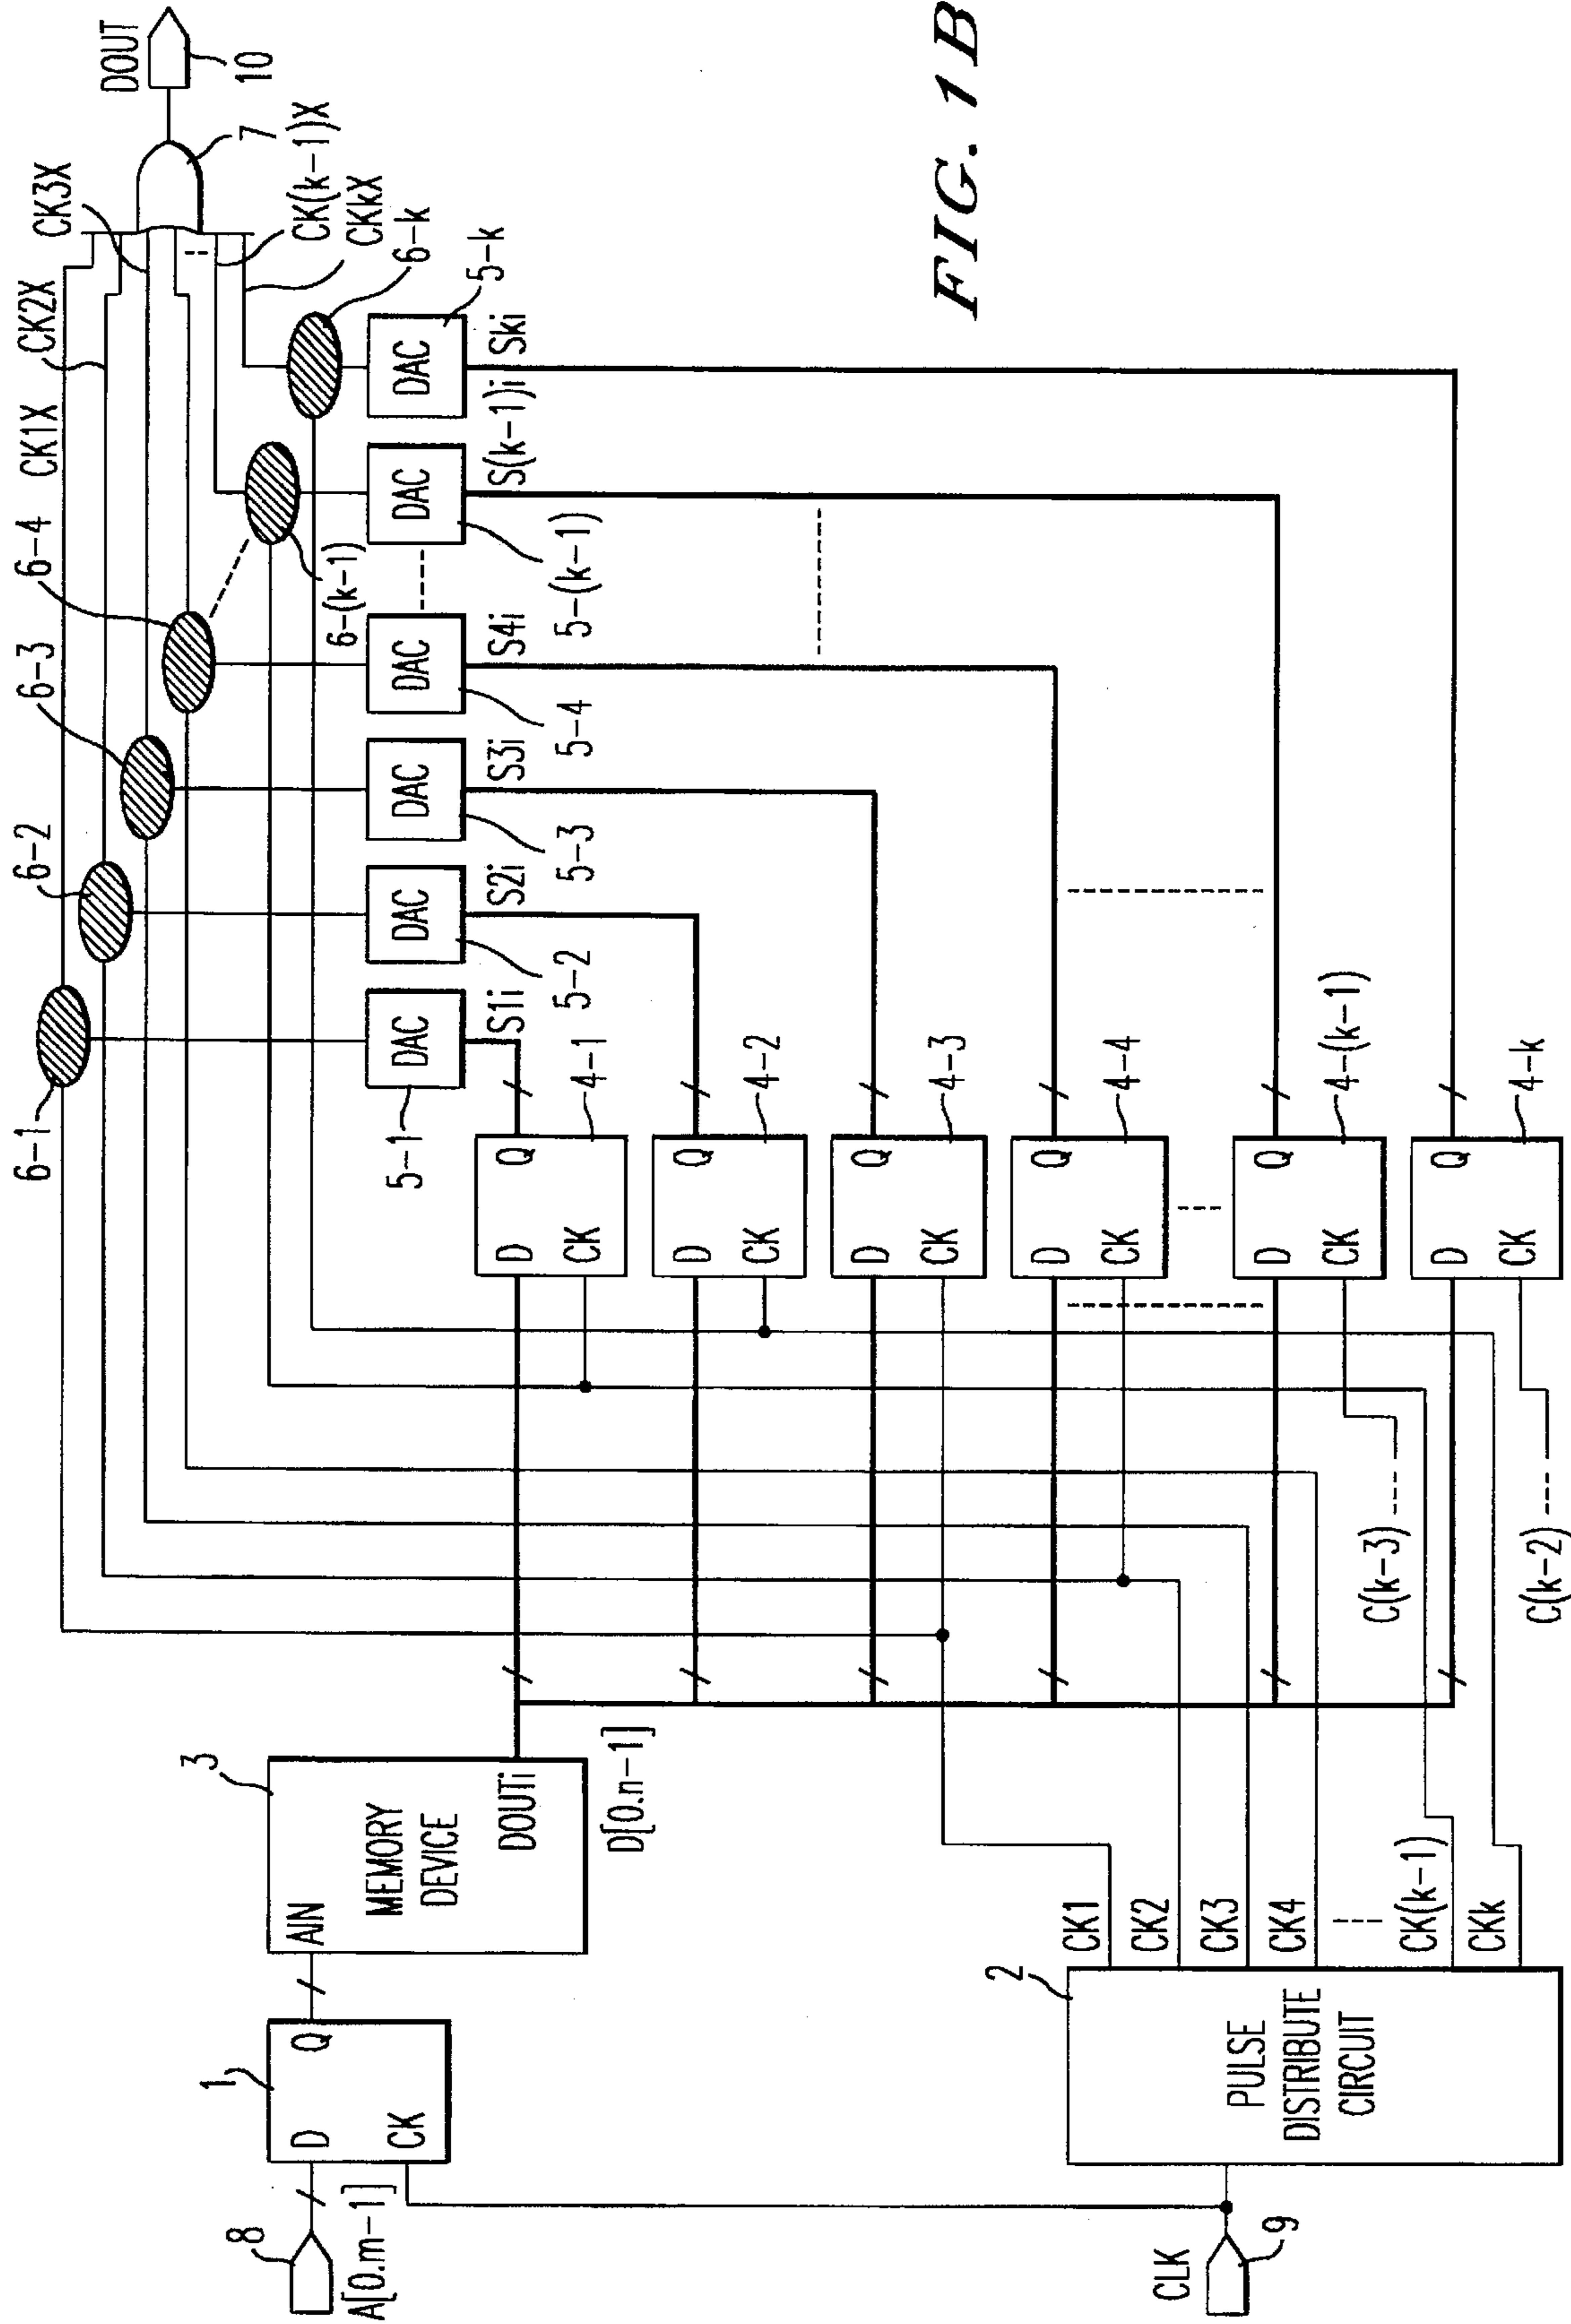 8
A[0.m-1]
1
D
Q
CK
3
AIN
MEMORY
DEVICE
DOUTi
D[0.n-1]
CLK
9
2
PULSE
DISTRIBUTE
CIRCUIT
CK1
CK2
CK3
CK4
CK(k-1)
CKk
C(k-3)
C(k-2)
D
Q
CK
4-1
D
Q
CK
4-2
D
Q
CK
4-3
D
Q
CK
4-4
D
Q
CK
4-(k-1)
D
Q
CK
4-k
6-1
6-2
6-3
6-4
6-(k-1)
6-k
5-1
DAC
S1i
5-2
DAC
S2i
5-3
DAC
S3i
5-4
DAC
S4i
5-(k-1)
DAC
S(k-1)i
5-k
DAC
Ski
CK1X
CK2X
CK3X
CK(k-1)X
CKkX
7
DOUT
10
FIG. 1B